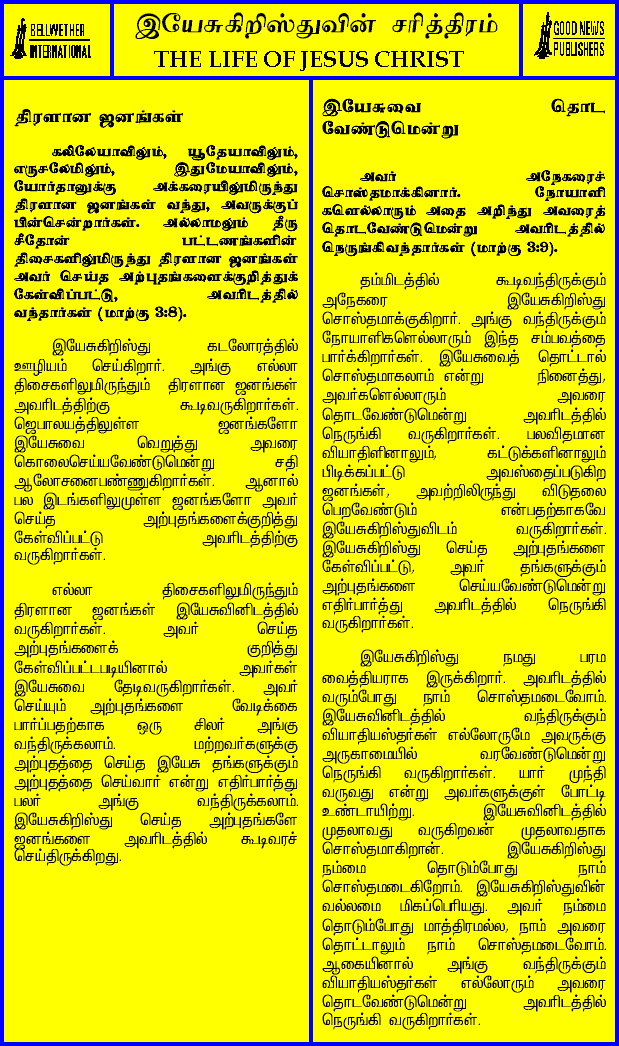 BELLWETHER
INTERNATIONAL
இயேசுகிறிஸ்துவின் சரித்திரம்
THE LIFE OF JESUS CHRIST
GOOD NEWS
PUBLISHERS
திரளான ஜனங்கள்
கலிலேயாவிலும், யூதேயாவிலும்,
எருசலேமிலும், இதுமேயாவிலும்,
யோர்தானுக்கு அக்கரையிலுமிருந்து
திரளான ஜனங்கள் வந்து, அவருக்குப்
பின்சென்றார்கள். அல்லாமலும் தீரு
சீதோன் பட்டணங்களின்
திசைகளிலுமிருந்து திரளான ஜனங்கள்
அவர் செய்த அற்புதங்களைக்குறித்துக்
கேள்விப்பட்டு, அவரிடத்தில்
வந்தார்கள் (மாற்கு 3:8).
இயேசுகிறிஸ்து கடலோரத்தில்
ஊழியம் செய்கிறார். அங்கு எல்லா
திசைகளிலுமிருந்தும் திரளான ஜனங்கள்
அவரிடத்திற்கு கூடிவருகிறார்கள்.
ஜெபாலயத்திலுள்ள ஜனங்களோ
இயேசுவை வெறுத்து அவரை
கொலைசெய்யவேண்டுமென்று சதி
ஆலோசனைபண்ணுகிறார்கள். ஆனால்
பல இடங்களிலுமுள்ள ஜனங்களோ அவர்
செய்த அற்புதங்களைக்குறித்து
கேள்விப்பட்டு அவரிடத்திற்கு
வருகிறார்கள்.
எல்லா திசைகளிலுமிருந்தும்
திரளான ஜனங்கள் இயேசுவினிடத்தில்
வருகிறார்கள். அவர் செய்த
அற்புதங்களைக் குறித்து
கேள்விப்பட்டபடியினால் அவர்கள்
இயேசுவை தேடிவருகிறார்கள். அவர்
செய்யும் அற்புதங்களை வேடிக்கை
பார்ப்பதற்காக ஒரு சிலர் அங்கு
வந்திருக்கலாம். மற்றவர்களுக்கு
அற்புதத்தை செய்த இயேசு தங்களுக்கும்
அற்புதத்தை செய்வார் என்று எதிர்பார்த்து
பலர் அங்கு வந்திருக்கலாம்.
இயேசுகிறிஸ்து செய்த அற்புதங்களே
ஜனங்களை அவரிடத்தில் கூடிவரச்
செய்திருக்கிறது.
இயேசுவை தொட
வேண்டுமென்று
அவர் அநேகரைச்
சொஸ்தமாக்கினார். நோயாளி
களெல்லாரும் அதை அறிந்து அவரைத்
தொடவேண்டுமென்று அவரிடத்தில்
நெருங்கிவந்தார்கள் (மாற்கு 3:9).
தம்மிடத்தில் கூடிவந்திருக்கும்
அநேகரை இயேசுகிறிஸ்து
சொஸ்தமாக்குகிறார். அங்கு வந்திருக்கும்
நோயாளிகளெல்லாரும் இந்த சம்பவத்தை
பார்க்கிறார்கள். இயேசுவைத் தொட்டால்
சொஸ்தமாகலாம் என்று நினைத்து,
அவர்களெல்லாரும் அவரை
தொடவேண்டுமென்று அவரிடத்தில்
நெருங்கி வருகிறார்கள். பலவிதமான
வியாதிளினாலும், கட்டுக்களினாலும்
பிடிக்கப்பட்டு அவஸ்தைப்படுகிற
ஜனங்கள், அவற்றிலிருந்து விடுதலை
பெறவேண்டும் என்பதற்காகவே
இயேசுகிறிஸ்துவிடம் வருகிறார்கள்.
இயேசுகிறிஸ்து செய்த அற்புதங்களை
கேள்விப்பட்டு, அவர் தங்களுக்கும்
அற்புதங்களை செய்யவேண்டுமென்று
எதிர்பார்த்து அவரிடத்தில் நெருங்கி
வருகிறார்கள்.
இயேசுகிறிஸ்து நமது பரம
வைத்தியராக இருக்கிறார். அவரிடத்தில்
வரும்போது நாம் சொஸ்தமடைவோம்.
இயேசுவினிடத்தில் வந்திருக்கும்
வியாதியஸ்தர்கள் எல்லோருமே அவருக்கு
அருகாமையில் வரவேண்டுமென்று
நெருங்கி வருகிறார்கள். யார் முந்தி
வருவது என்று அவர்களுக்குள் போட்டி
உண்டாயிற்று. இயேசுவினிடத்தில்
முதலாவது வருகிறவன் முதலாவதாக
சொஸ்தமாகிறான். இயேசுகிறிஸ்து
நம்மை தொடும்போது நாம்
சொஸ்தமடைகிறோம். இயேசுகிறிஸ்துவின்
வல்லமை மிகப்பெரியது. அவர் நம்மை
தொடும்போது மாத்திரமல்ல, நாம் அவரை
தொட்டாலும் நாம் சொஸ்தமடைவோம்.
ஆகையினால் அங்கு வந்திருக்கும்
வியாதியஸ்தர்கள் எல்லோரும் அவரை
தொடவேண்டுமென்று அவரிடத்தில்
நெருங்கி வருகிறார்கள்.